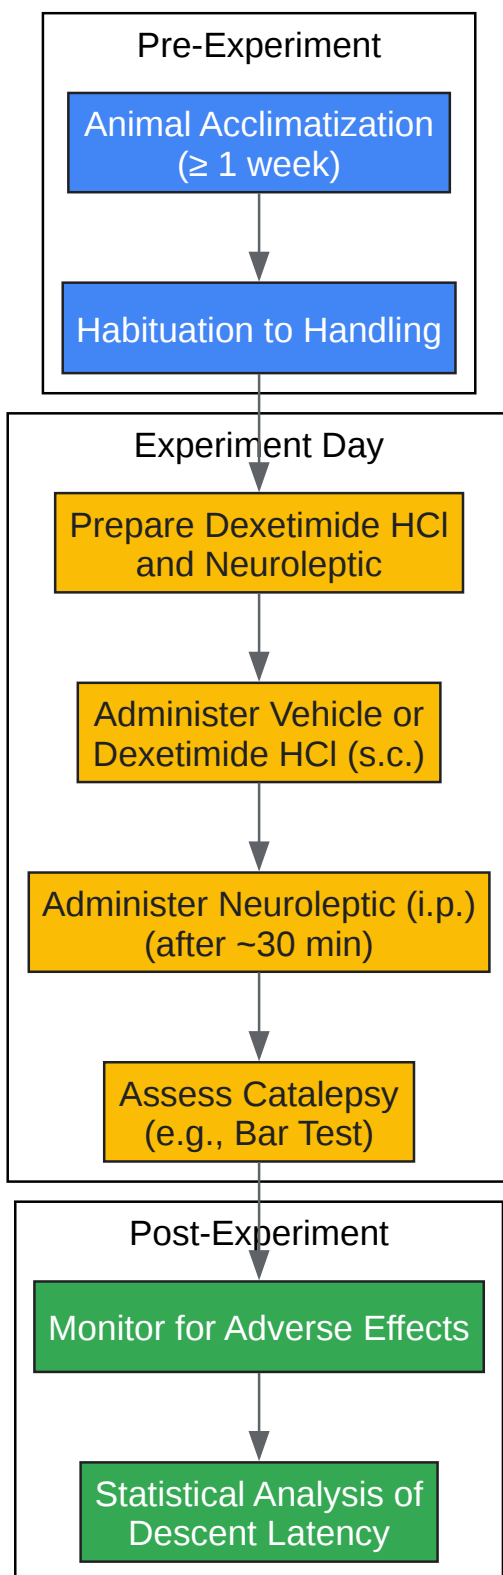 Pre-Experiment
Animal Acclimatization
(≥ 1 week)
Habituation to Handling
Experiment Day
Prepare Dexetimide HCl
and Neuroleptic
Administer Vehicle or
Dexetimide HCl (s.c.)
Administer Neuroleptic (i.p.)
(after ~30 min)
Assess Catalepsy
(e.g., Bar Test)
Post-Experiment
Monitor for Adverse Effects
Statistical Analysis of
Descent Latency